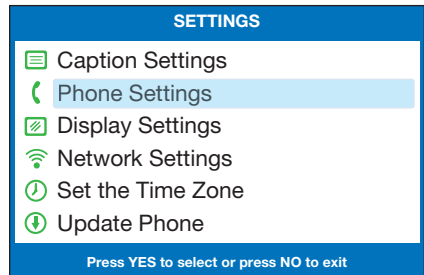 SETTINGS
Caption Settings
Phone Settings
Display Settings
Network Settings
Set the Time Zone
Update Phone
Press YES to select or press NO to exit